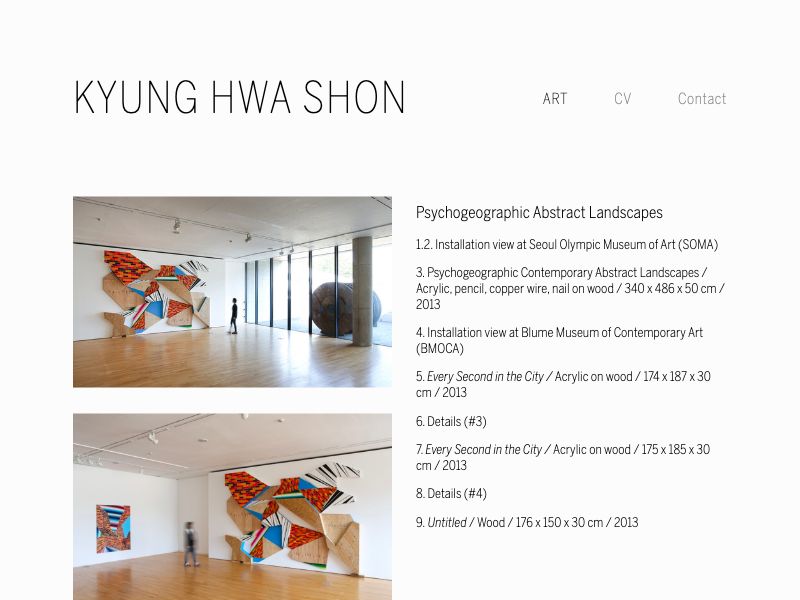 KYUNG HWA SHON
ART
CV
Contact
Psychogeographic Abstract Landscapes
1.2. Installation view at Seoul Olympic Museum of Art (SOMA)
3. Psychogeographic Contemporary Abstract Landscapes /
Acrylic, pencil, copper wire, nail on wood / 340 x 486 x 50 cm /
2013
4. Installation view at Blume Museum of Contemporary Art
(BMOCA)
5. Every Second in the City / Acrylic on wood / 174 x 187 x 30
cm / 2013
6. Details (#3)
7. Every Second in the City / Acrylic on wood / 175 x 185 x 30
cm / 2013
8. Details (#4)
9. Untitled / Wood / 176 x 150 x 30 cm / 2013